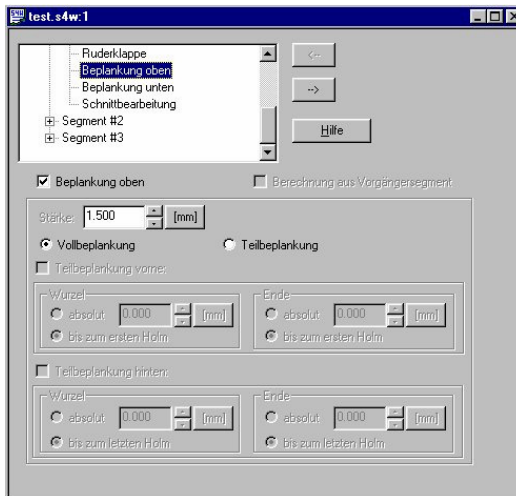 test.s4w:1
Ruderklappe
Beplankung oben
<--
Beplankung unten
-->
Schnittbearbeitung
Segment #2
Hilfe
Segment #3
Beplankung oben
Berechnung aus Vorgängersegment
Stärke: 1.500 [mm]
Vollbeplankung
Teilbeplankung
Teilbeplankung vorne:
Wurzel
Ende
absolut 0.000 [mm]
absolut 0.000 [mm]
bis zum ersten Holm
bis zum ersten Holm
Teilbeplankung hinten:
Wurzel
Ende
absolut 0.000 [mm]
absolut 0.000 [mm]
bis zum letzten Holm
bis zum letzten Holm